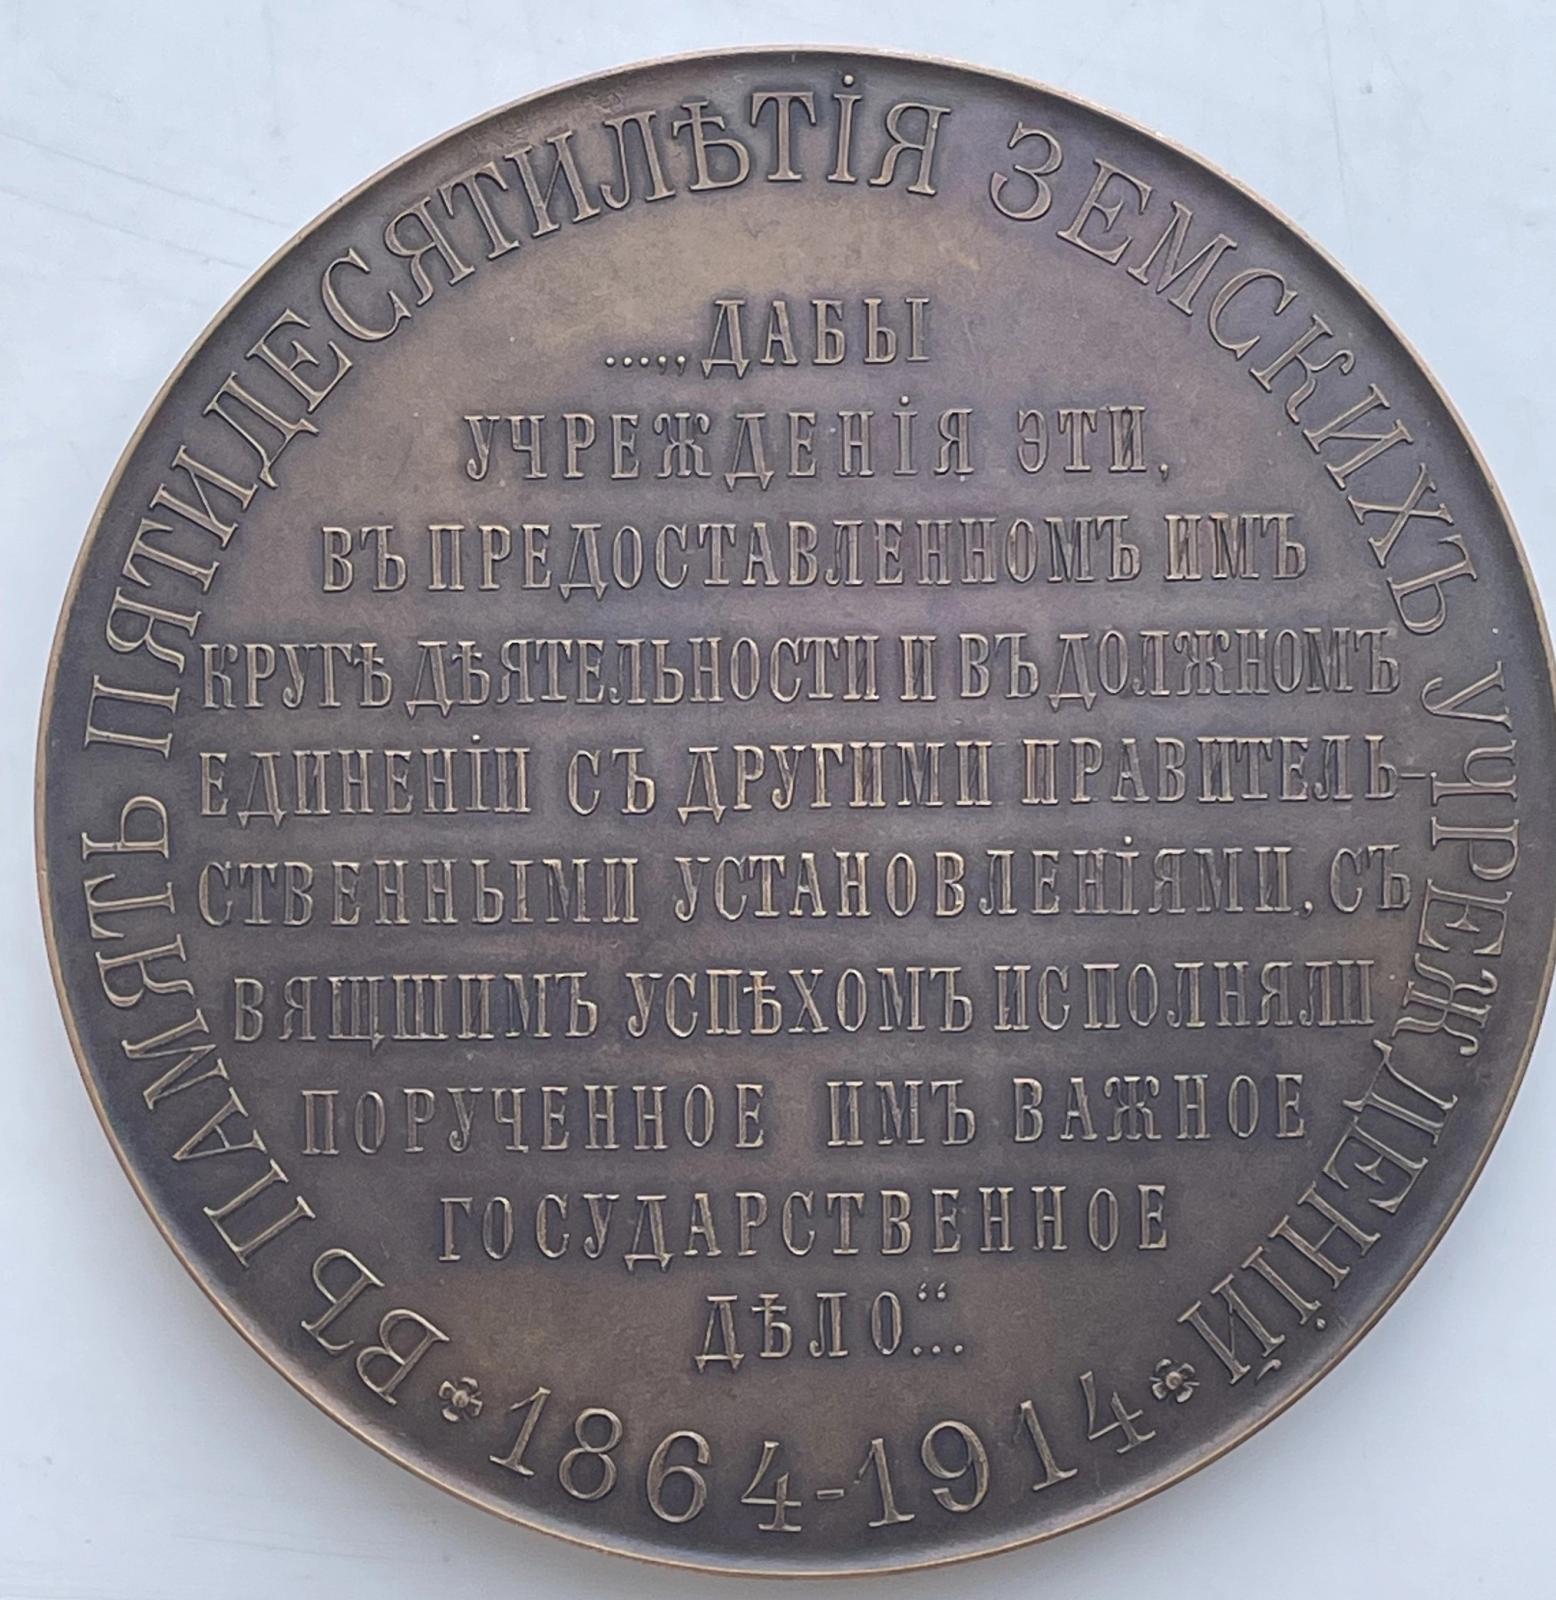 ВЪ ПАМЯТЬ ПЯТИДЕСЯТИЛѢТІЯ ЗЕМСКИХЪ УЧРЕЖДЕНІЙ
...,,ДАБЫ
УЧРЕЖДЕНІЯ ЭТИ,
ВЪ ПРЕДОСТАВЛЕННОМЪ ИМЪ
КРУГѢ ДѢЯТЕЛЬНОСТИ И ВЪ ДОЛЖНОМЪ
ЕДИНЕНІИ СЪ ДРУГИМИ ПРАВИТЕЛЬ-
СТВЕННЫМИ УСТАНОВЛЕНІЯМИ, СЪ
ВЯЩШИМЪ УСПѢХОМЪ ИСПОЛНЯЛИ
ПОРУЧЕННОЕ ИМЪ ВАЖНОЕ
ГОСУДАРСТВЕННОЕ
ДѢЛО“...
1864-1914